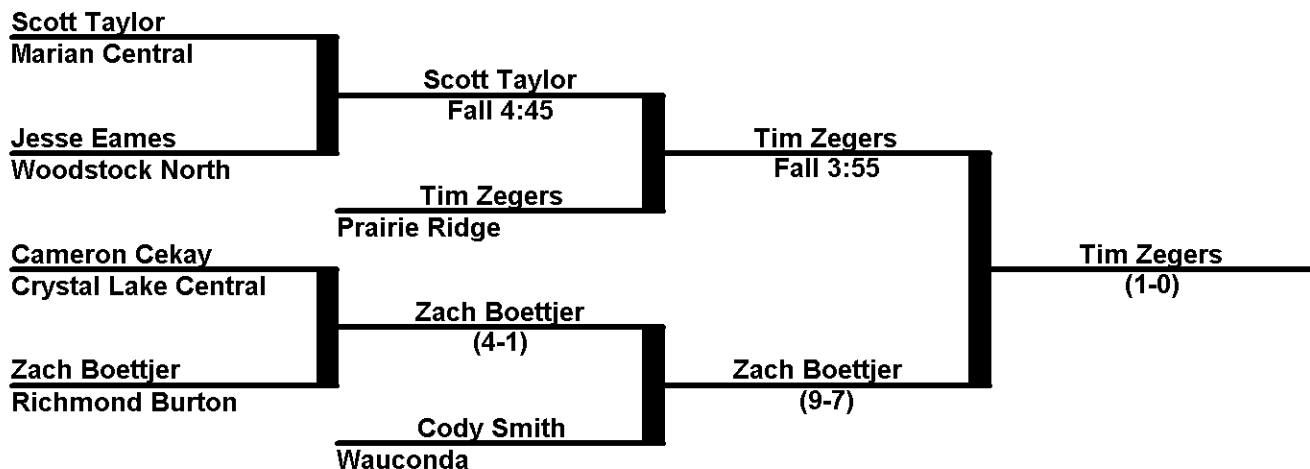 Scott Taylor
Marian Central
Scott Taylor
Fall 4:45
Jesse Eames
Woodstock North
Tim Zegers
Fall 3:55
Tim Zegers
Prairie Ridge
Cameron Cekay
Crystal Lake Central
Tim Zegers
(1-0)
Zach Boettjer
(4-1)
Zach Boettjer
Richmond Burton
Zach Boettjer
(9-7)
Cody Smith
Wauconda